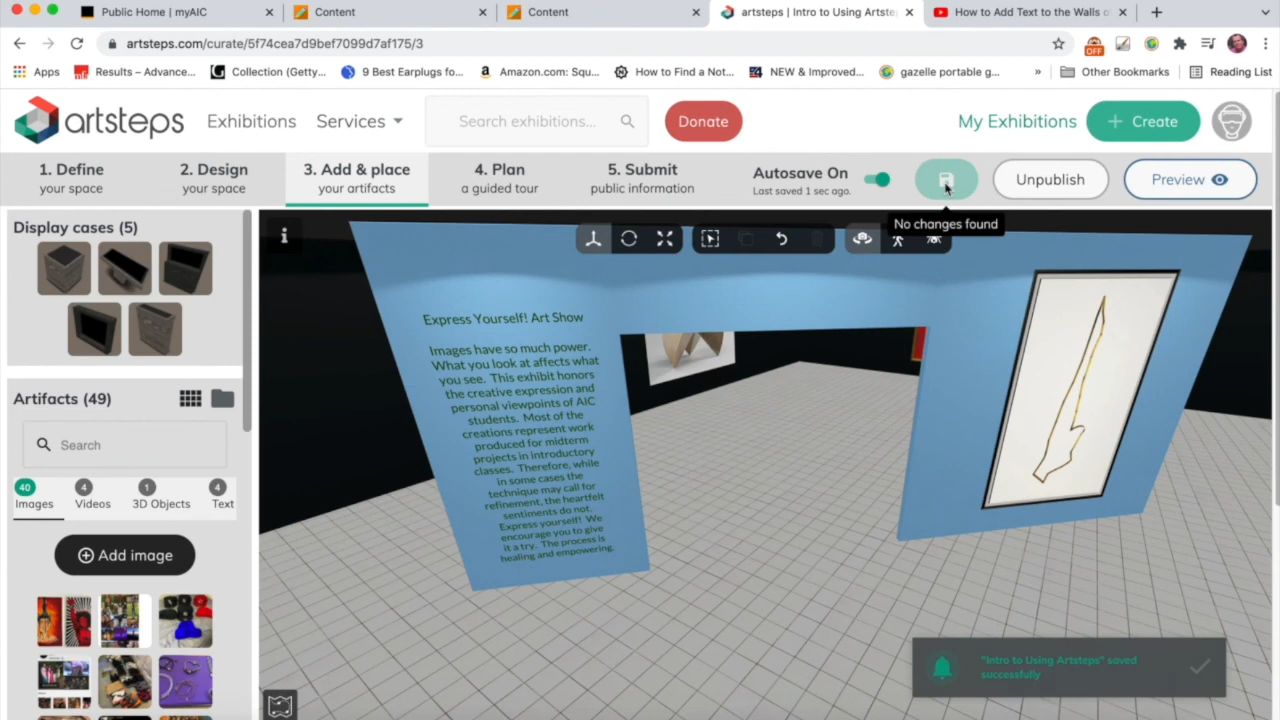 Public Home | myAIC
Content
Content
artsteps | Intro to Using Artste
How to Add Text to the Walls o
artsteps.com/curate/5f74cea7d9bef7099d7af175/3
OFF
Apps
Results – Advance...
Collection (Getty...
9 Best Earplugs fo...
Amazon.com: Squ...
How to Find a Not...
NEW & Improved...
gazelle portable g...
»
Other Bookmarks
Reading List
artsteps
Exhibitions
Services
Search exhibitions...
Donate
My Exhibitions
+ Create
1. Define
your space
2. Design
your space
3. Add & place
your artifacts
4. Plan
a guided tour
5. Submit
public information
Autosave On
Last saved 1 sec ago.
Unpublish
Preview
No changes found
Display cases (5)
Artifacts (49)
Search
40
Images
4
Videos
1
3D Objects
4
Text
Add image
Express Yourself! Art Show
Images have so much power.
What you look at affects what
you see. This exhibit honors
the creative expression and
personal viewpoints of AIC
students. Most of the
creations represent work
produced for midterm
projects in introductory
classes. Therefore, while
in some cases the
technique may call for
refinement, the heartfelt
sentiments do not.
Express yourself! We
encourage you to give
it a try. The process is
healing and empowering.
"Intro to Using Artsteps" saved
successfully